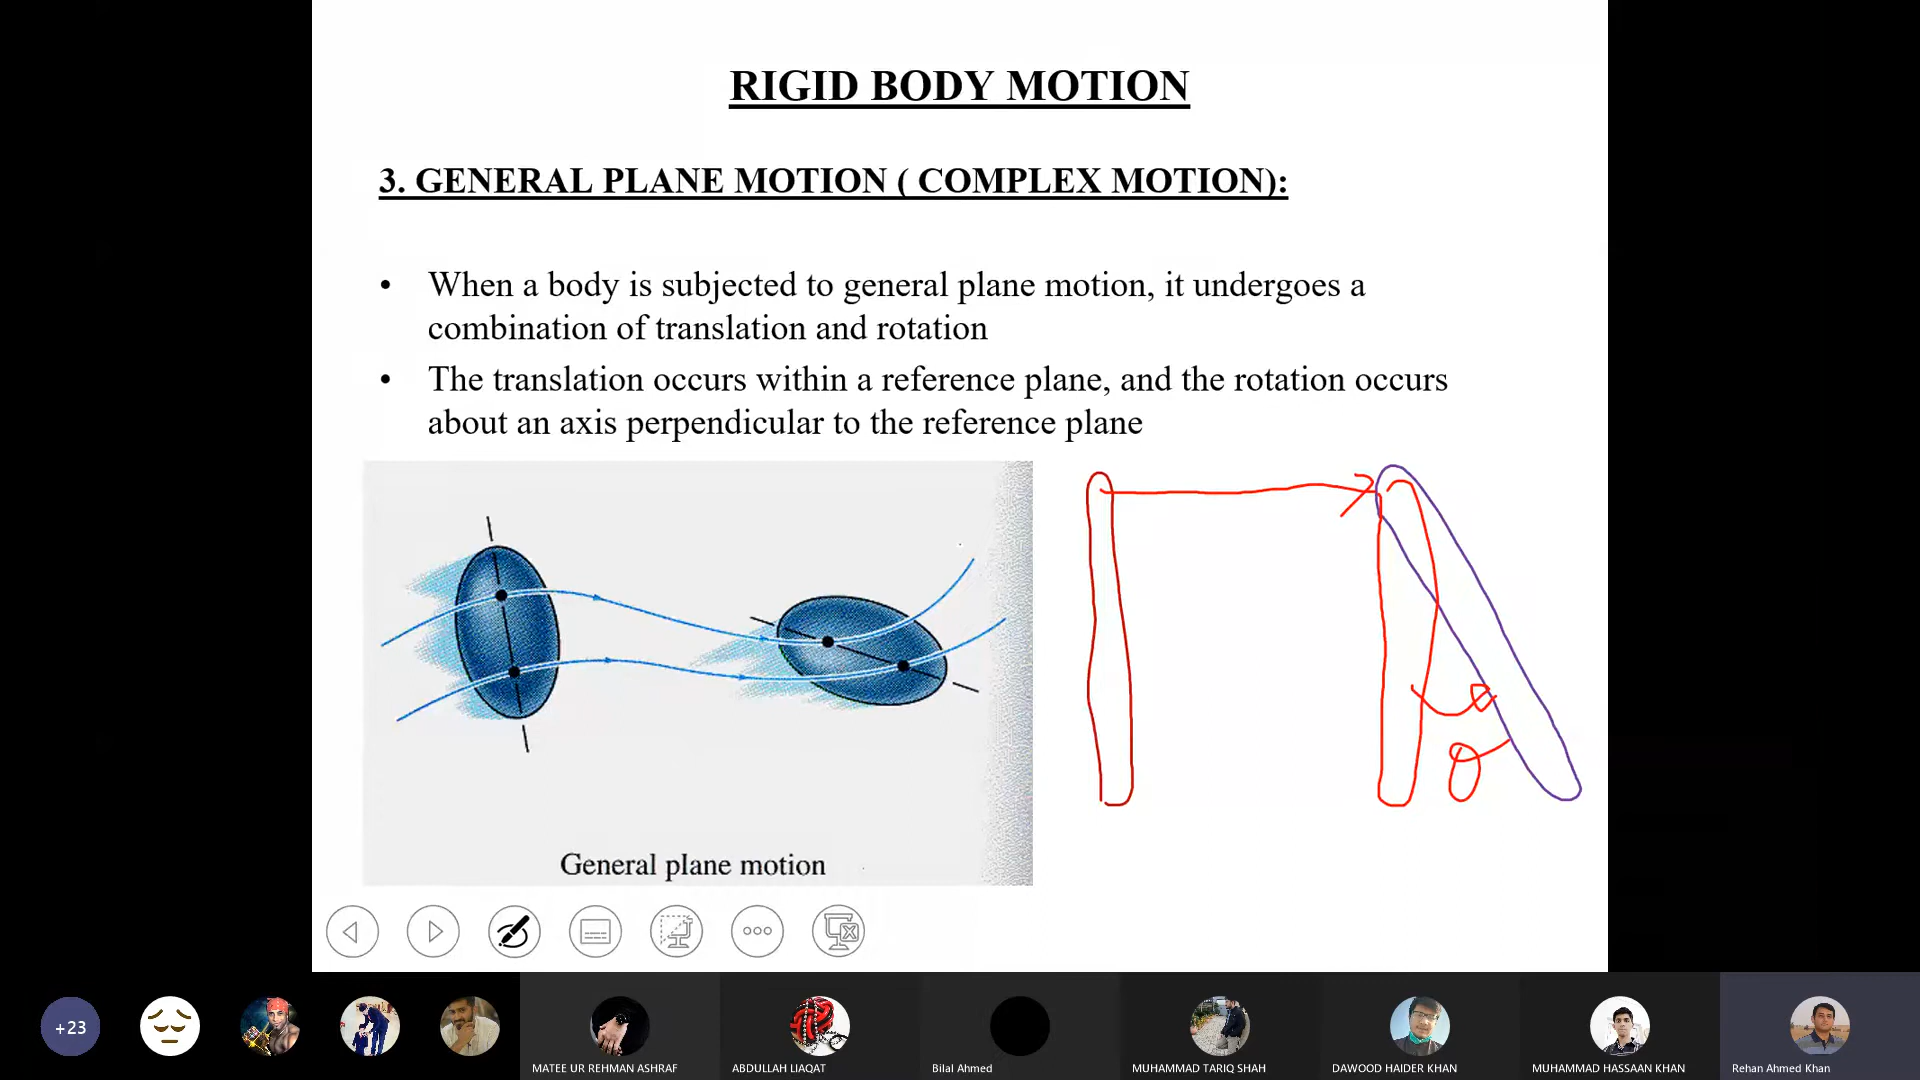 RIGID BODY MOTION
3. GENERAL PLANE MOTION ( COMPLEX MOTION):
• When a body is subjected to general plane motion, it undergoes a
combination of translation and rotation
• The translation occurs within a reference plane, and the rotation occurs
about an axis perpendicular to the reference plane
θ
General plane motion
+23
MATEE UR REHMAN ASHRAF
ABDULLAH LIAQAT
Bilal Ahmed
MUHAMMAD TARIQ SHAH
DAWOOD HAIDER KHAN
MUHAMMAD HASSAAN KHAN
Rehan Ahmed Khan